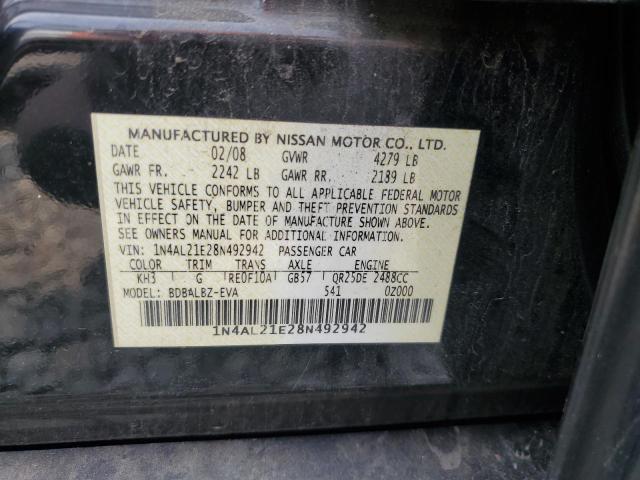 MANUFACTURED BY NISSAN MOTOR CO., LTD.
DATE 02/08 GVWR 4279 LB
GAWR FR. 2242 LB GAWR RR. 2189 LB
THIS VEHICLE CONFORMS TO ALL APPLICABLE FEDERAL MOTOR
VEHICLE SAFETY, BUMPER AND THEFT PREVENTION STANDARDS
IN EFFECT ON THE DATE OF MANUFACTURE SHOWN ABOVE.
SEE OWNER MANUAL FOR ADDITIONAL INFORMATION.
VIN: 1N4AL21E28N492942 PASSENGER CAR
COLOR TRIM TRANS AXLE ENGINE
KH3 G RE0F10A GB57 QR25DE 2488CC
MODEL: BDBALBZ-EVA 541 0Z000
1N4AL21E28N492942